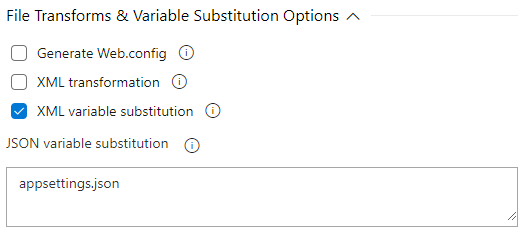 File Transforms & Variable Substitution Options
Generate Web.config
XML transformation
XML variable substitution
JSON variable substitution
appsettings.json